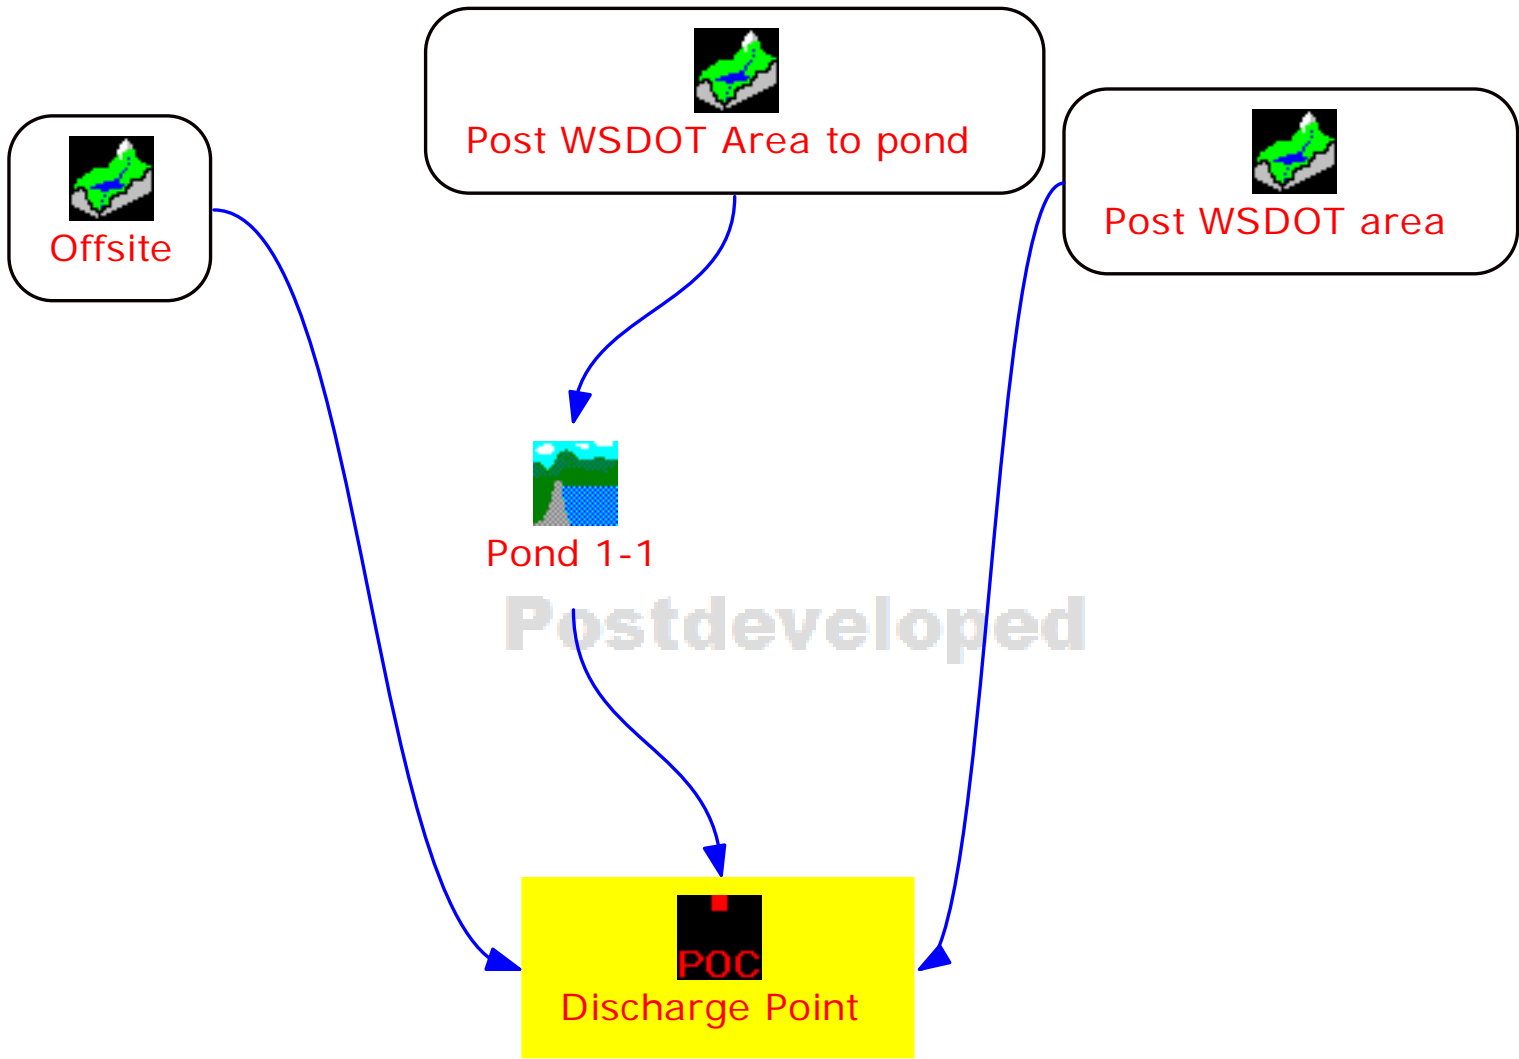 Post WSDOT Area to pond
Post WSDOT area
Offsite
Pond 1-1
Postdeveloped
POC
Discharge Point